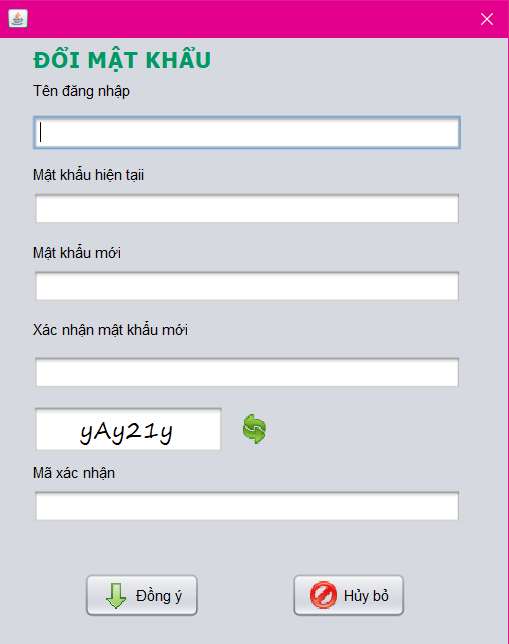 ĐỔI MẬT KHẨU
Tên đăng nhập
Mật khẩu hiện tạii
Mật khẩu mới
Xác nhận mật khẩu mới
yAy21y
Mã xác nhận
Đồng ý
Hủy bỏ